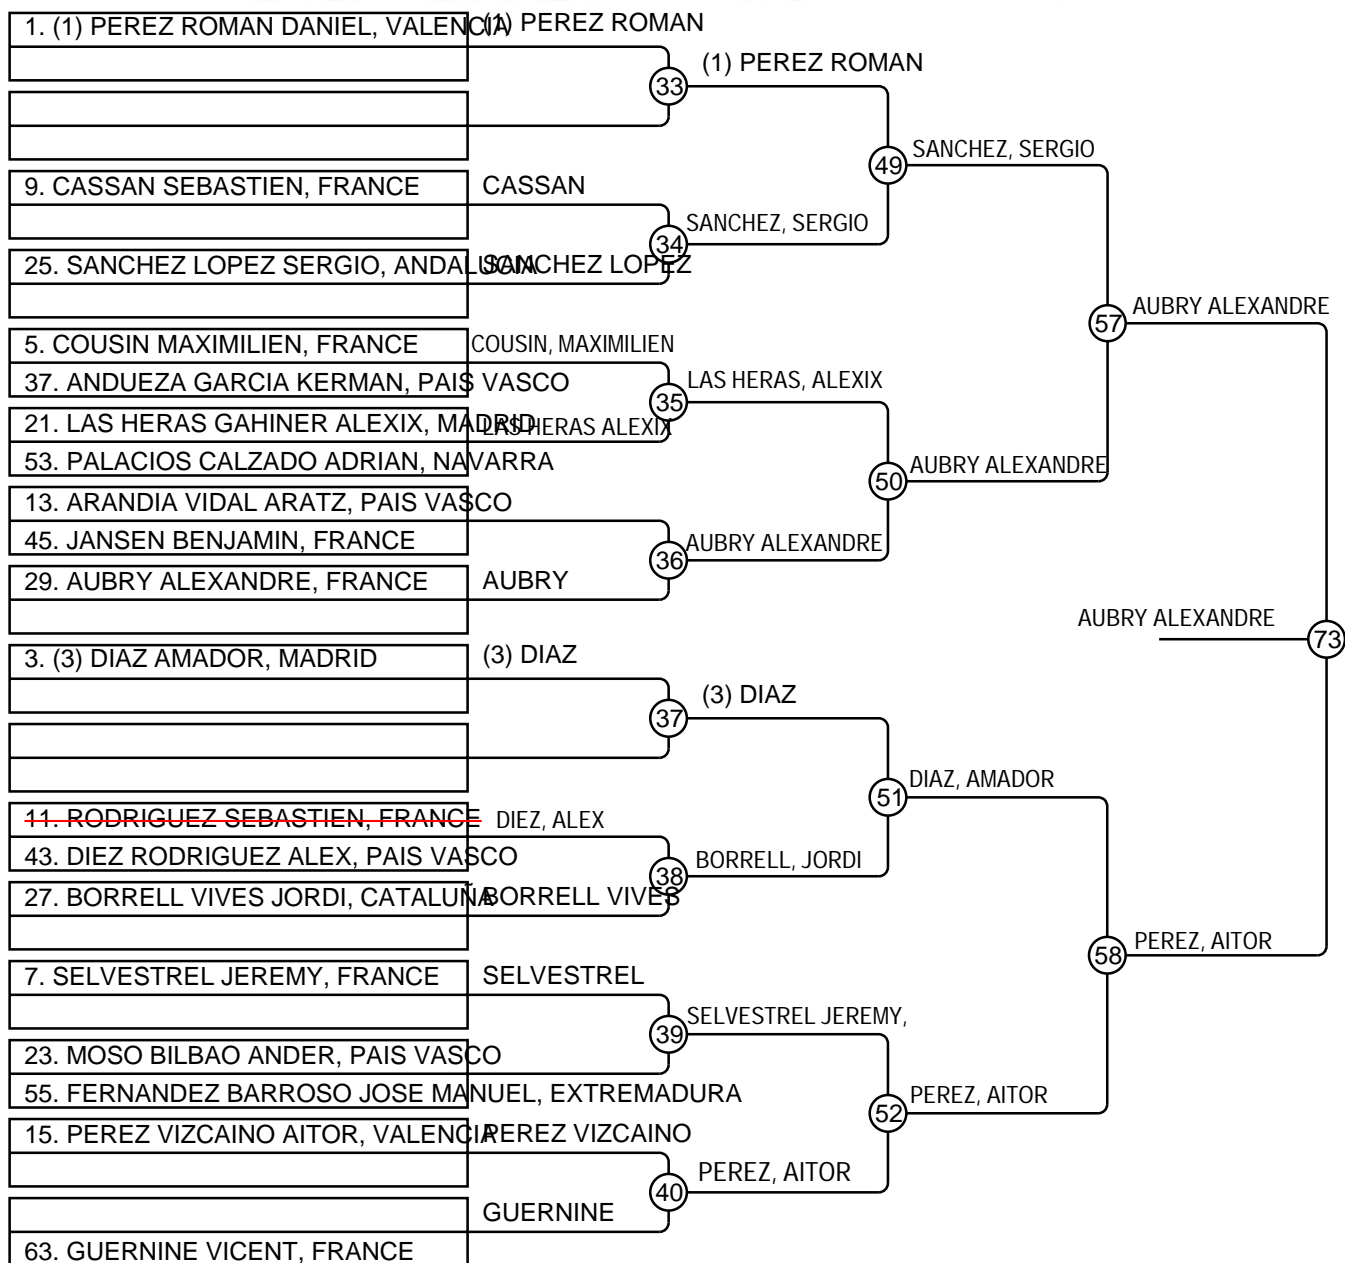 1. (1) PEREZ ROMAN DANIEL, VALENCIA
(1) PEREZ ROMAN
(1) PEREZ ROMAN
33
SANCHEZ, SERGIO
49
9. CASSAN SEBASTIEN, FRANCE
CASSAN
SANCHEZ, SERGIO
34
25. SANCHEZ LOPEZ SERGIO, ANDALUCIA
SANCHEZ LOPEZ
AUBRY ALEXANDRE
57
5. COUSIN MAXIMILIEN, FRANCE
COUSIN, MAXIMILIEN
37. ANDUEZA GARCIA KERMAN, PAIS VASCO
LAS HERAS, ALEXIX
35
21. LAS HERAS GAHINER ALEXIX, MADRID
LAS HERAS ALEXIX
53. PALACIOS CALZADO ADRIAN, NAVARRA
AUBRY ALEXANDRE
50
13. ARANDIA VIDAL ARATZ, PAIS VASCO
45. JANSEN BENJAMIN, FRANCE
AUBRY ALEXANDRE
36
29. AUBRY ALEXANDRE, FRANCE
AUBRY
AUBRY ALEXANDRE
73
3. (3) DIAZ AMADOR, MADRID
(3) DIAZ
(3) DIAZ
37
DIAZ, AMADOR
51
11. RODRIGUEZ SEBASTIEN, FRANCE
DIEZ, ALEX
43. DIEZ RODRIGUEZ ALEX, PAIS VASCO
BORRELL, JORDI
38
27. BORRELL VIVES JORDI, CATALUÑA
BORRELL VIVES
PEREZ, AITOR
58
7. SELVESTREL JEREMY, FRANCE
SELVESTREL
SELVESTREL JEREMY,
39
23. MOSO BILBAO ANDER, PAIS VASCO
55. FERNANDEZ BARROSO JOSE MANUEL, EXTREMADURA
PEREZ, AITOR
52
15. PEREZ VIZCAINO AITOR, VALENCIA
PEREZ VIZCAINO
PEREZ, AITOR
40
GUERNINE
63. GUERNINE VICENT, FRANCE